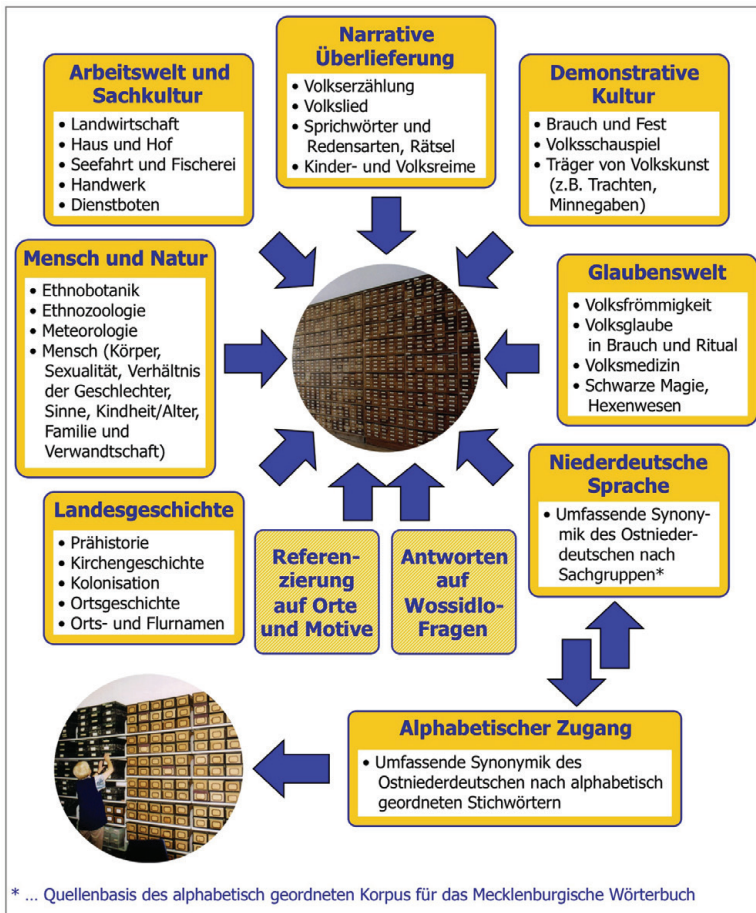 Narrative
Überlieferung
• Volkserzählung
• Volkslied
• Sprichwörter und
Redensarten, Rätsel
• Kinder- und Volksreime
Arbeitswelt und
Sachkultur
• Landwirtschaft
• Haus und Hof
• Seefahrt und Fischerei
• Handwerk
• Dienstboten
Demonstrative
Kultur
• Brauch und Fest
• Volksschauspiel
• Träger von Volkskunst
(z.B. Trachten,
Minnegaben)
Mensch und Natur
• Ethnobotanik
• Ethnozoologie
• Meteorologie
• Mensch (Körper,
Sexualität, Verhältnis
der Geschlechter,
Sinne, Kindheit/Alter,
Familie und
Verwandtschaft)
Glaubenswelt
• Volksfrömmigkeit
• Volksglaube
in Brauch und Ritual
• Volksmedizin
• Schwarze Magie,
Hexenwesen
Landesgeschichte
• Prähistorie
• Kirchengeschichte
• Kolonisation
• Ortsgeschichte
• Orts- und Flurnamen
Referen-
zierung
auf Orte
und Motive
Antworten
auf
Wossidlo-
Fragen
Niederdeutsche
Sprache
• Umfassende Synony-
mik des Ostnieder-
deutschen nach
Sachgruppen*
Alphabetischer Zugang
• Umfassende Synonymik des
Ostniederdeutschen nach alphabetisch
geordneten Stichwörtern
* ... Quellenbasis des alphabetisch geordneten Korpus für das Mecklenburgische Wörterbuch